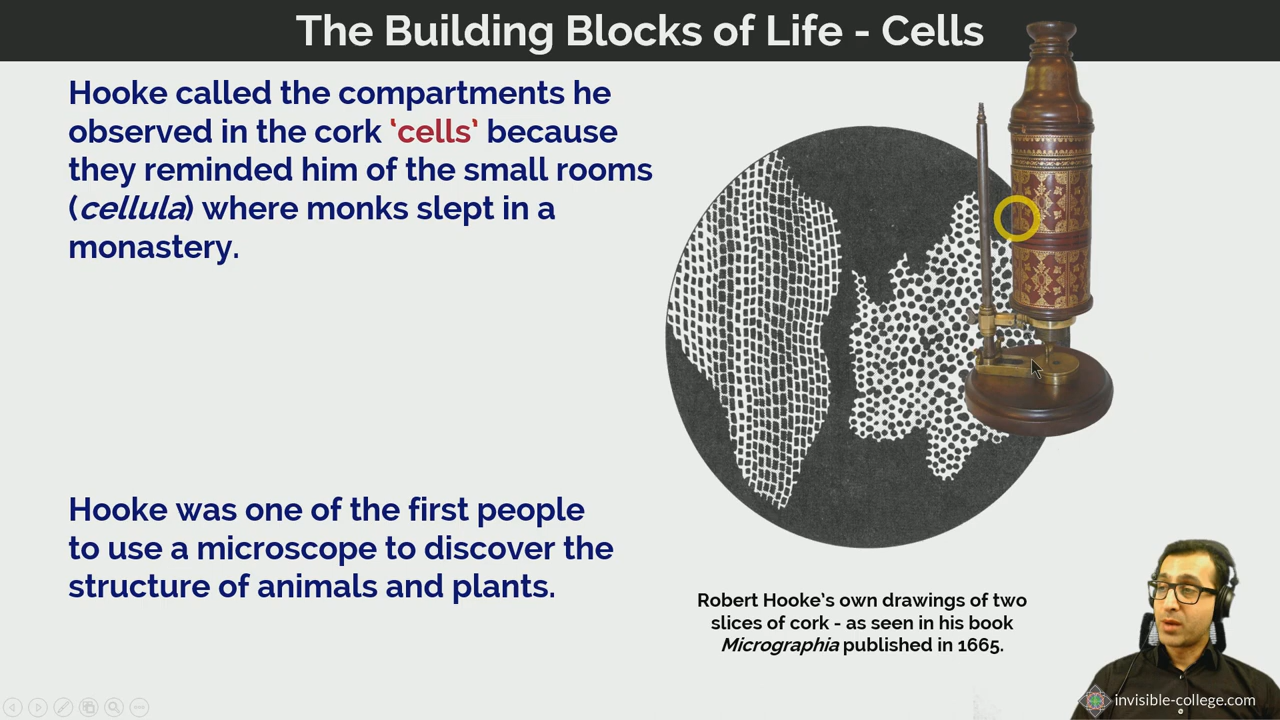 The Building Blocks of Life - Cells
Hooke called the compartments he
observed in the cork ‘cells’ because
they reminded him of the small rooms
(cellula) where monks slept in a
monastery.
Hooke was one of the first people
to use a microscope to discover the
structure of animals and plants.
Robert Hooke’s own drawings of two
slices of cork - as seen in his book
Micrographia published in 1665.
invisible-college.com